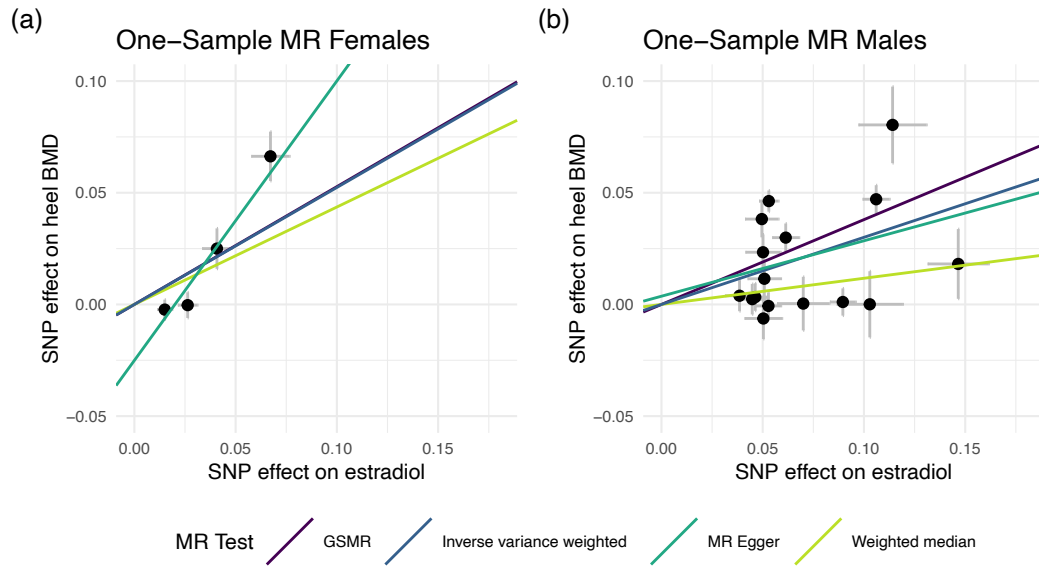 (a)
One−Sample MR Females
0.10
0.05
0.00
−0.05
SNP effect on heel BMD
0.00 0.05 0.10 0.15
SNP effect on estradiol
(b)
One−Sample MR Males
0.10
0.05
0.00
−0.05
SNP effect on heel BMD
0.00 0.05 0.10 0.15
SNP effect on estradiol
MR Test GSMR Inverse variance weighted MR Egger Weighted median